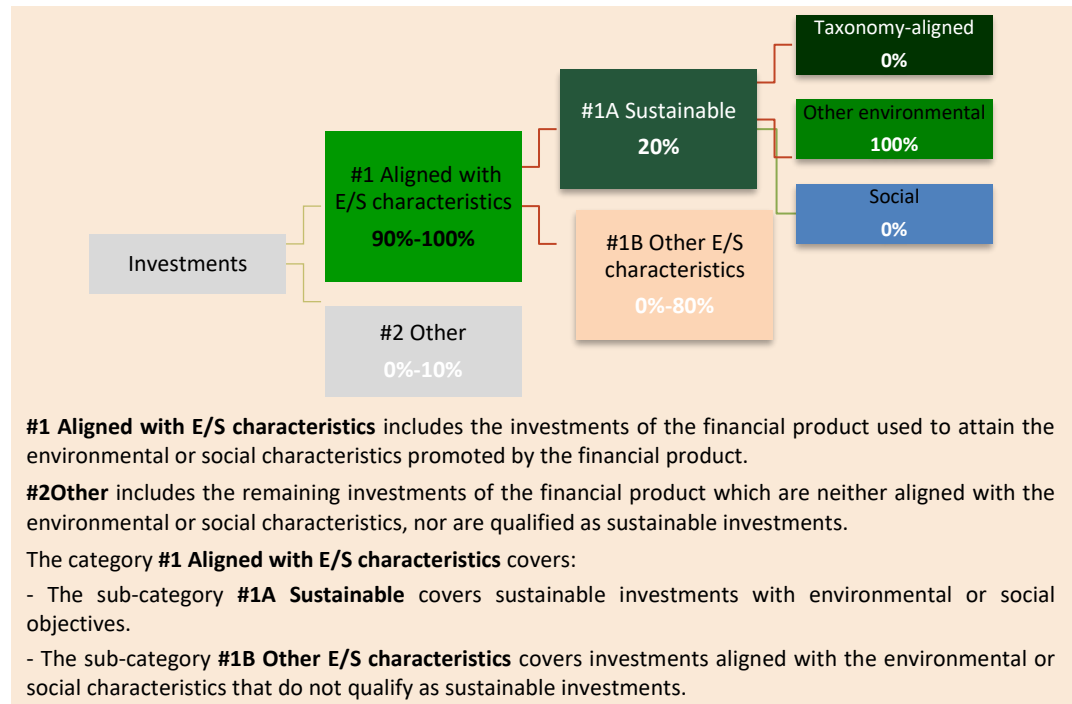 Taxonomy-aligned
0%
#1A Sustainable
20%
Other environmental
100%
#1 Aligned with
E/S characteristics
90%-100%
Social
0%
#1B Other E/S
characteristics
0%-80%
Investments
#2 Other
0%-10%
#1 Aligned with E/S characteristics includes the investments of the financial product used to attain the
environmental or social characteristics promoted by the financial product.
#2Other includes the remaining investments of the financial product which are neither aligned with the
environmental or social characteristics, nor are qualified as sustainable investments.
The category #1 Aligned with E/S characteristics covers:
- The sub-category #1A Sustainable covers sustainable investments with environmental or social
objectives.
- The sub-category #1B Other E/S characteristics covers investments aligned with the environmental or
social characteristics that do not qualify as sustainable investments.